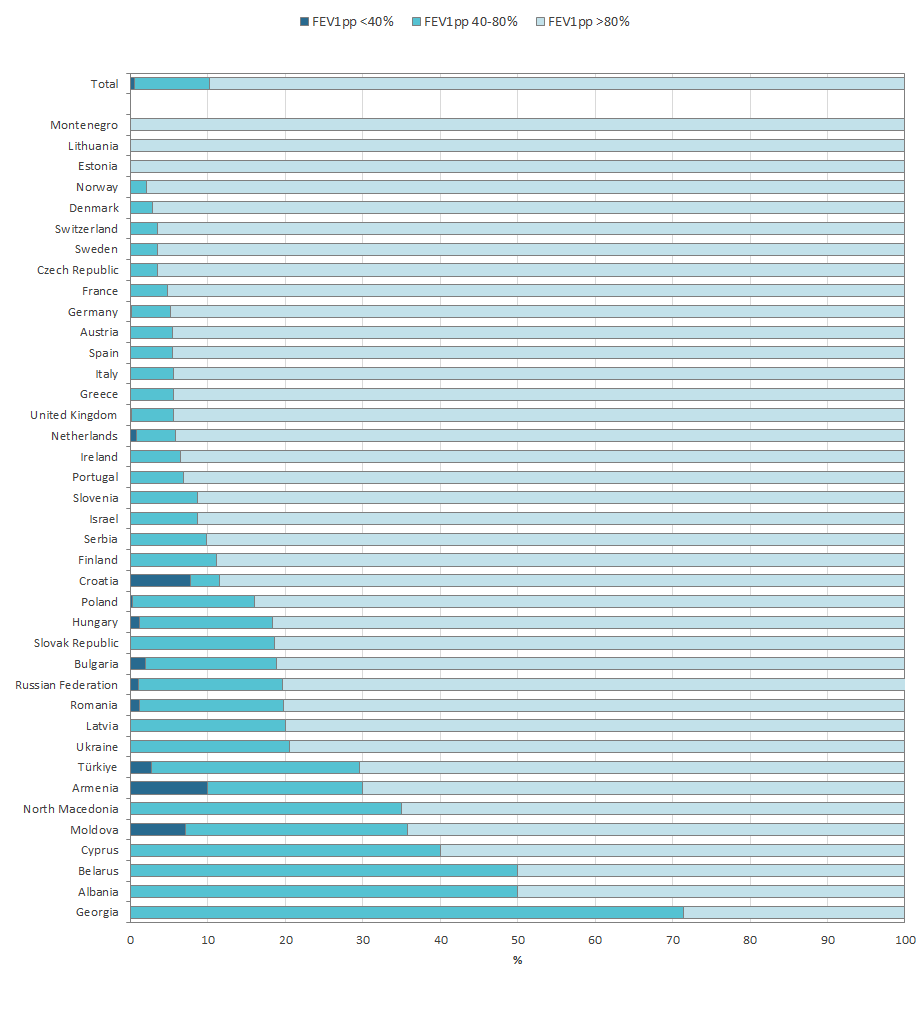 FEV1pp <40% FEV1pp 40-80% FEV1pp >80%
Total
Montenegro
Lithuania
Estonia
Norway
Denmark
Switzerland
Sweden
Czech Republic
France
Germany
Austria
Spain
Italy
Greece
United Kingdom
Netherlands
Ireland
Portugal
Slovenia
Israel
Serbia
Finland
Croatia
Poland
Hungary
Slovak Republic
Bulgaria
Russian Federation
Romania
Latvia
Ukraine
Türkiye
Armenia
North Macedonia
Moldova
Cyprus
Belarus
Albania
Georgia
0 10 20 30 40 50 60 70 80 90 100
%